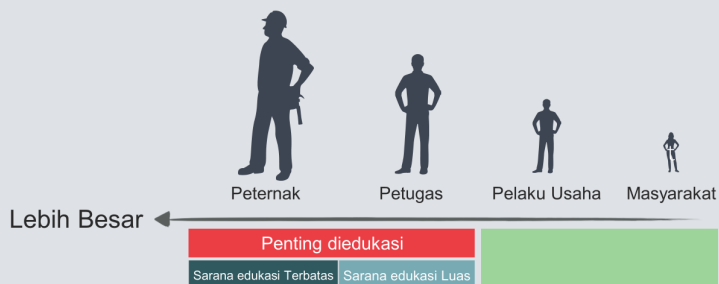 Peternak
Petugas
Pelaku Usaha
Masyarakat
Lebih Besar
Penting diedukasi
Sarana edukasi Terbatas
Sarana edukasi Luas